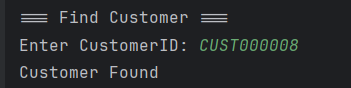 === Find Customer ===
Enter CustomerID: CUST000008
Customer Found